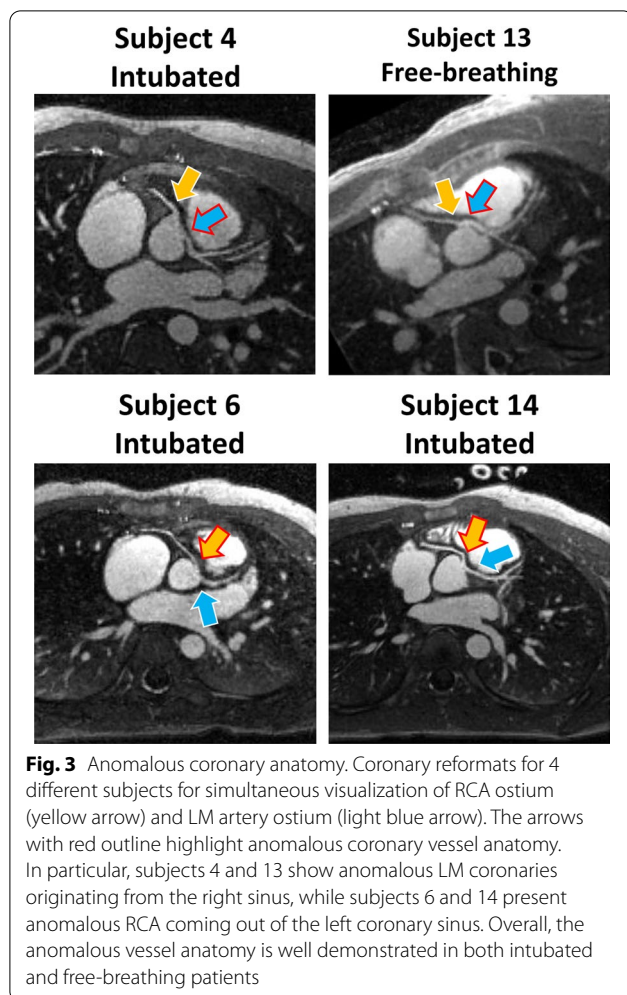 Subject 4
Intubated
Subject 13
Free-breathing
Subject 6
Intubated
Subject 14
Intubated
Fig. 3 Anomalous coronary anatomy. Coronary reformats for 4
different subjects for simultaneous visualization of RCA ostium
(yellow arrow) and LM artery ostium (light blue arrow). The arrows
with red outline highlight anomalous coronary vessel anatomy.
In particular, subjects 4 and 13 show anomalous LM coronaries
originating from the right sinus, while subjects 6 and 14 present
anomalous RCA coming out of the left coronary sinus. Overall, the
anomalous vessel anatomy is well demonstrated in both intubated
and free-breathing patients